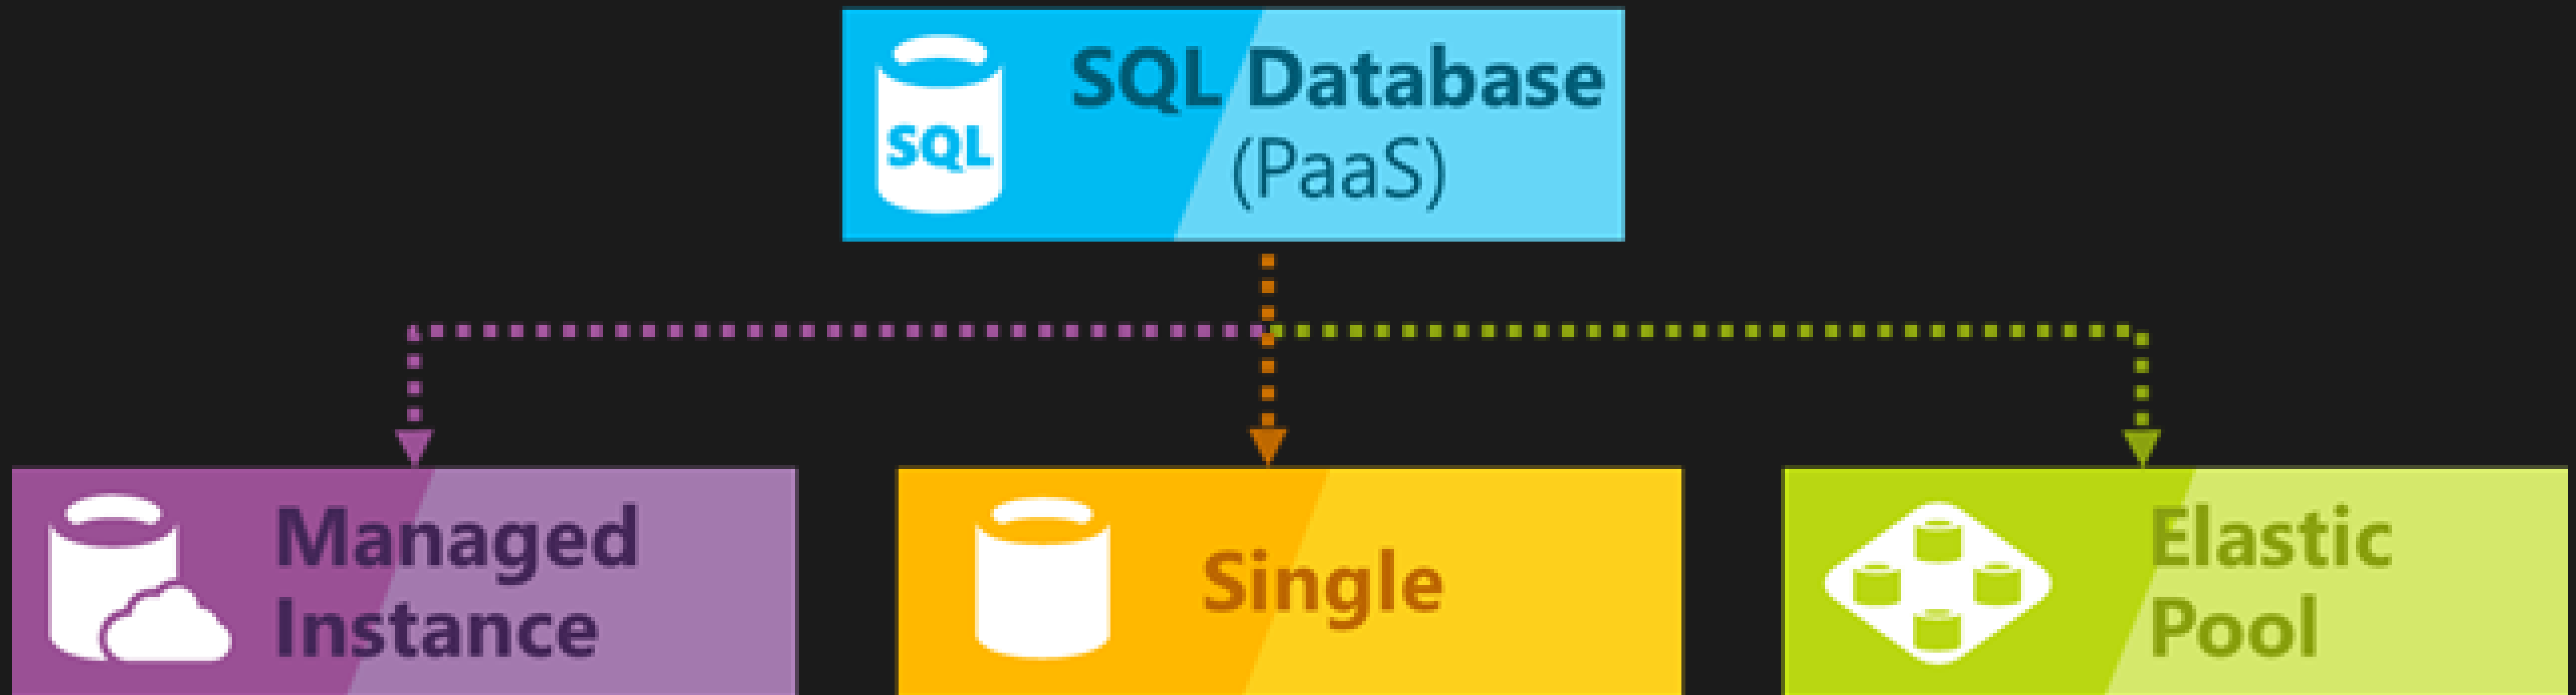 SQL Database
(PaaS)
SQL
Managed
Instance
Single
Elastic
Pool